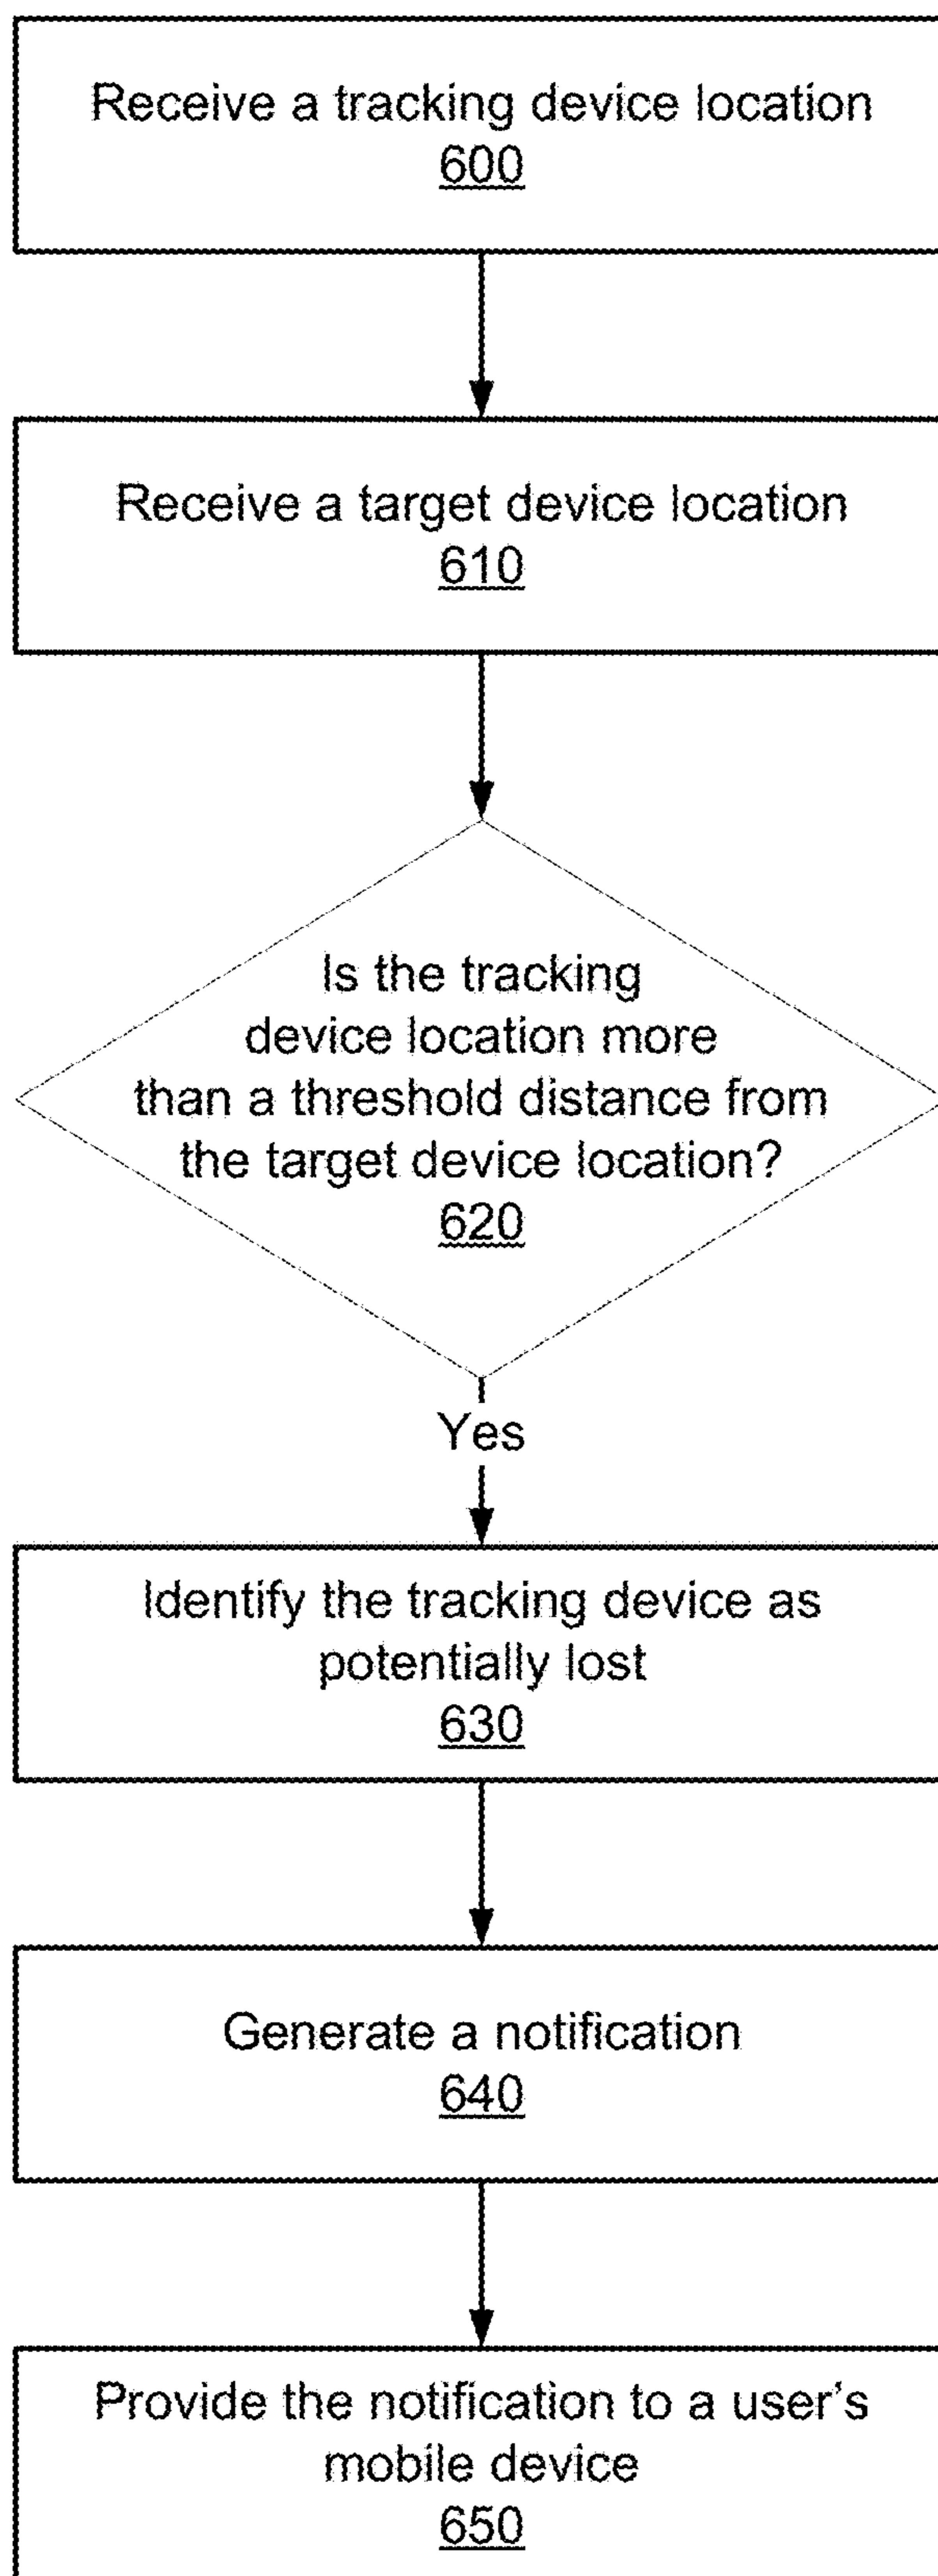 Receive a tracking device location
600
Receive a target device location
610
Is the tracking
device location more
than a threshold distance from
the target device location?
620
Yes
Identify the tracking device as
potentially lost
630
Generate a notification
640
Provide the notification to a user's
mobile device
650